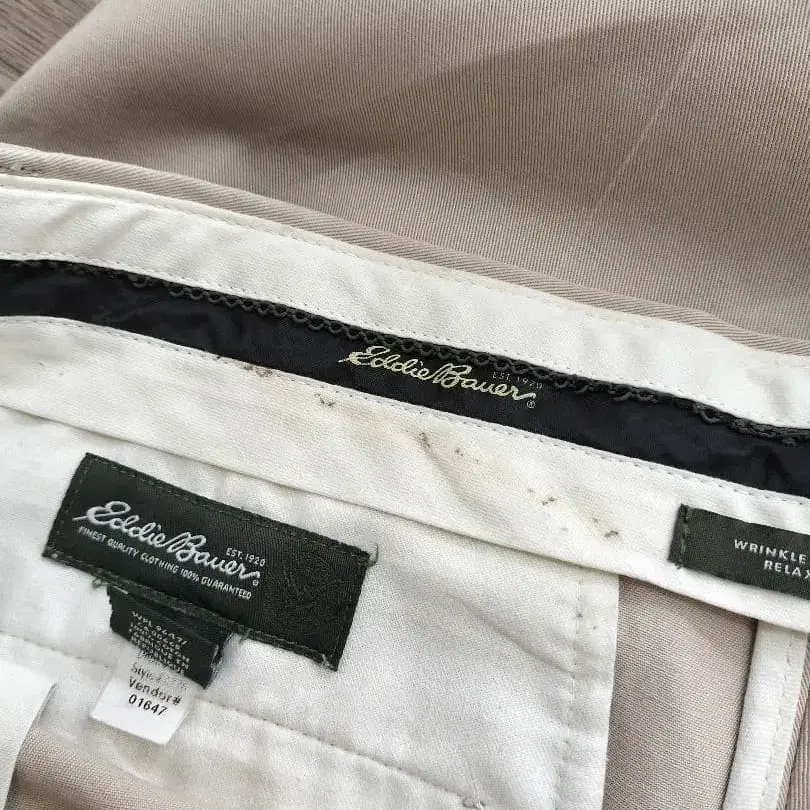 Eddie Bauer
EST. 1920
®
Eddie Bauer
EST. 1920
®
FINEST QUALITY CLOTHING 100% GUARANTEED
WRINKLE
RELAX
Vendor#
01647